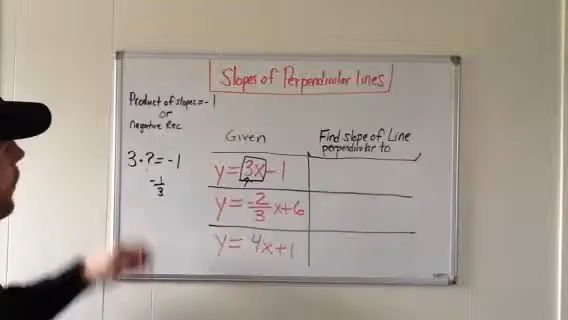 Slopes of Perpendicular lines
Product of slopes = -1
or
negative Rec.
3 · ? = -1
-1/3
Given
Find slope of Line
perpendicular to
y = 3x - 1
y = -2/3 x + 6
y = 4x + 1